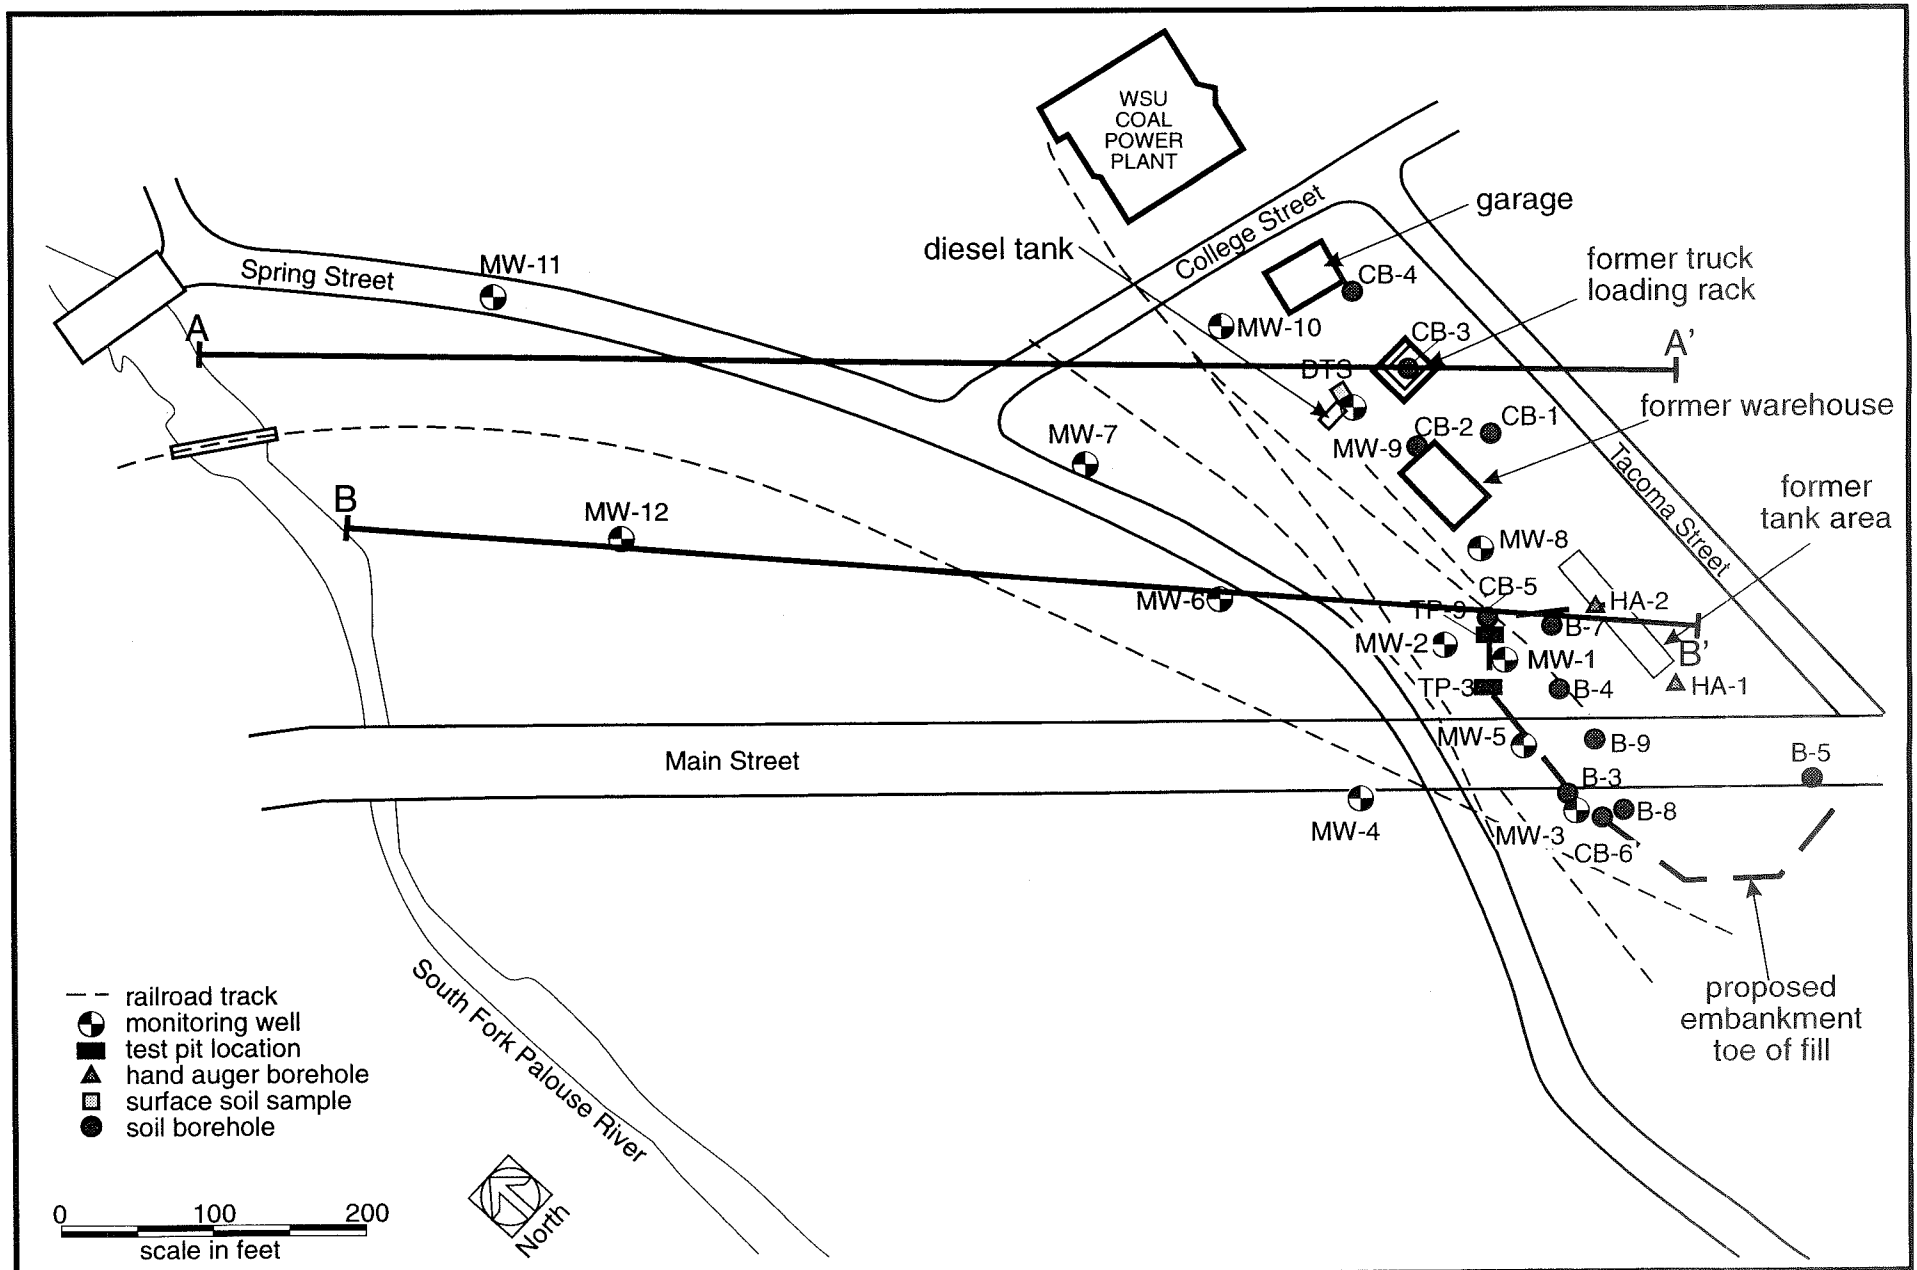 WSU
COAL
POWER
PLANT
College Street
garage
diesel tank
CB-4
former truck
loading rack
Spring Street
MW-11
MW-10
CB-3
A
A'
DTS
former warehouse
CB-1
CB-2
MW-7
MW-9
Tacoma Street
former
tank area
B
MW-12
MW-8
CB-5
MW-6
TP-9
HA-2
B-7
MW-2
MW-1
B'
TP-3
B-4
HA-1
MW-5
B-9
Main Street
B-5
B-3
MW-4
MW-3
B-8
CB-6
South Fork Palouse River
railroad track
monitoring well
test pit location
hand auger borehole
surface soil sample
soil borehole
proposed
embankment
toe of fill
0 100 200
scale in feet
North